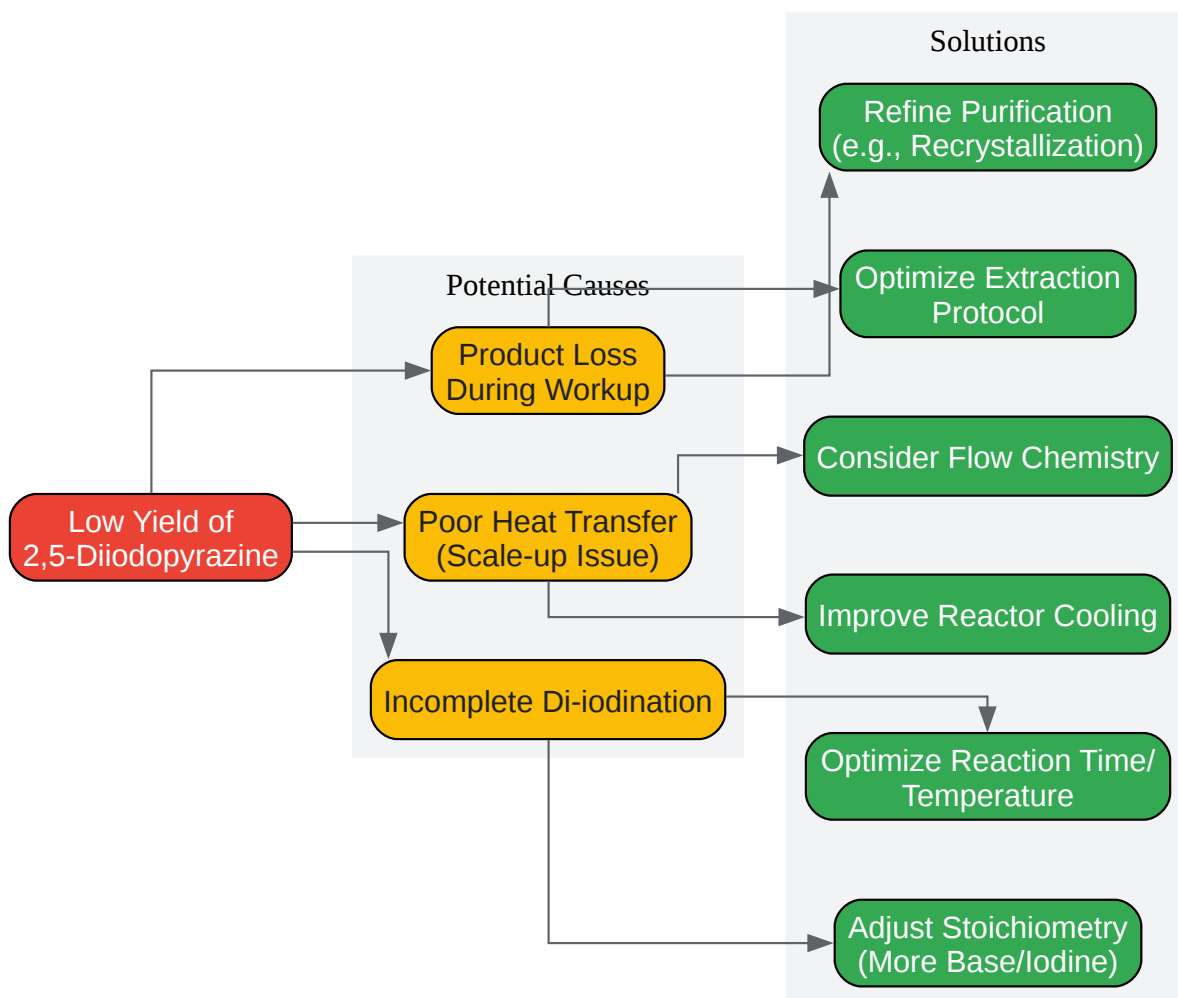 Solutions
Refine Purification
(e.g., Recrystallization)
Optimize Extraction
Protocol
Potential Causes
Product Loss
During Workup
Consider Flow Chemistry
Low Yield of
2,5-Diiodopyrazine
Poor Heat Transfer
(Scale-up Issue)
Improve Reactor Cooling
Incomplete Di-iodination
Optimize Reaction Time/
Temperature
Adjust Stoichiometry
(More Base/Iodine)